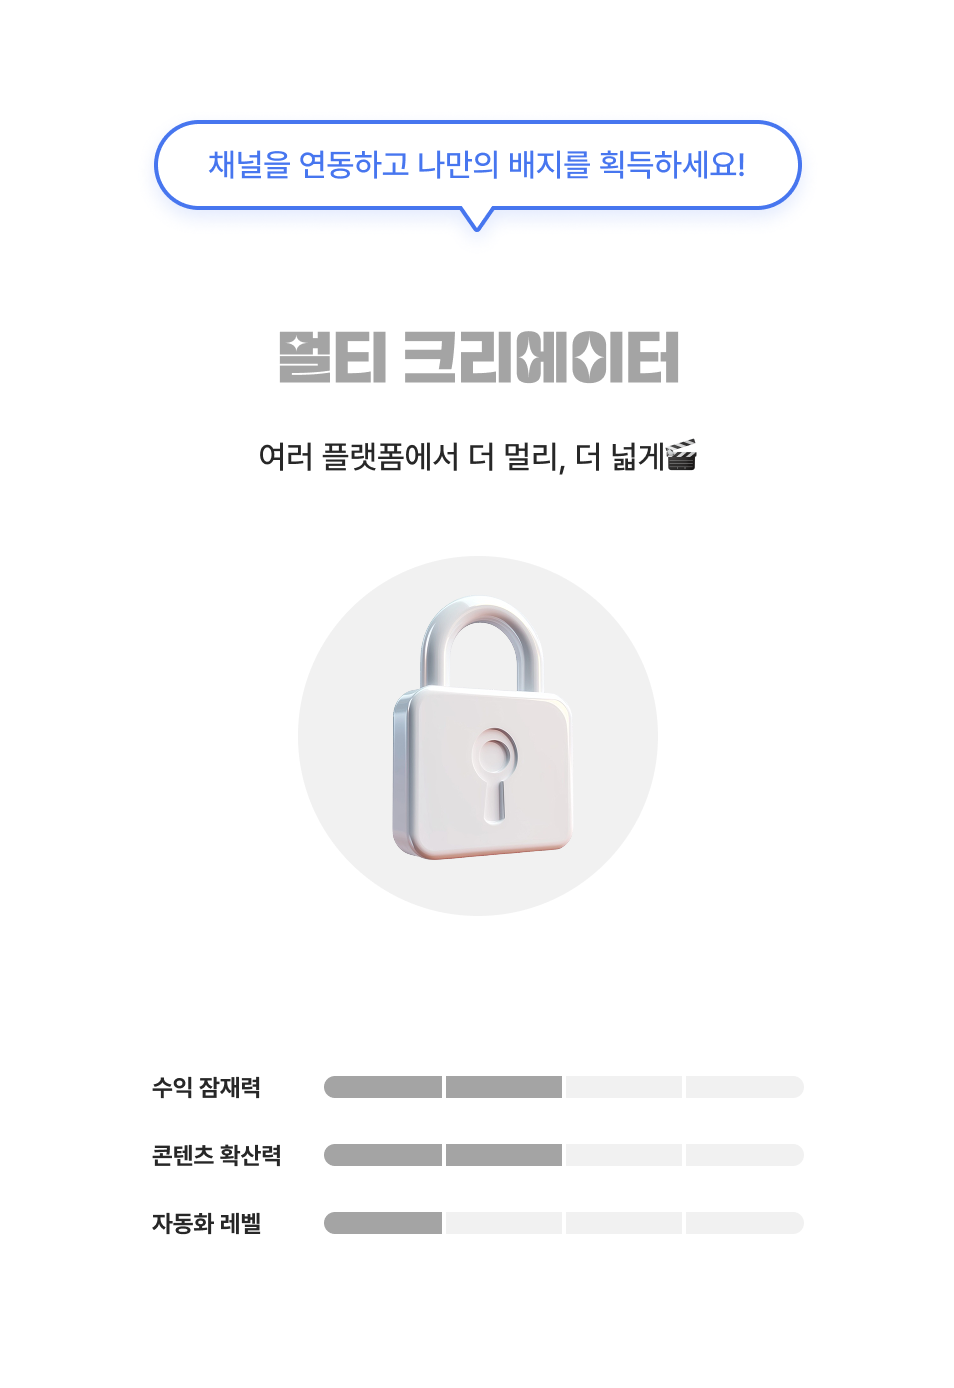 채널을 연동하고 나만의 배지를 획득하세요!
멀티 크리에이터
여러 플랫폼에서 더 멀리, 더 넓게🎬
수익 잠재력
콘텐츠 확산력
자동화 레벨